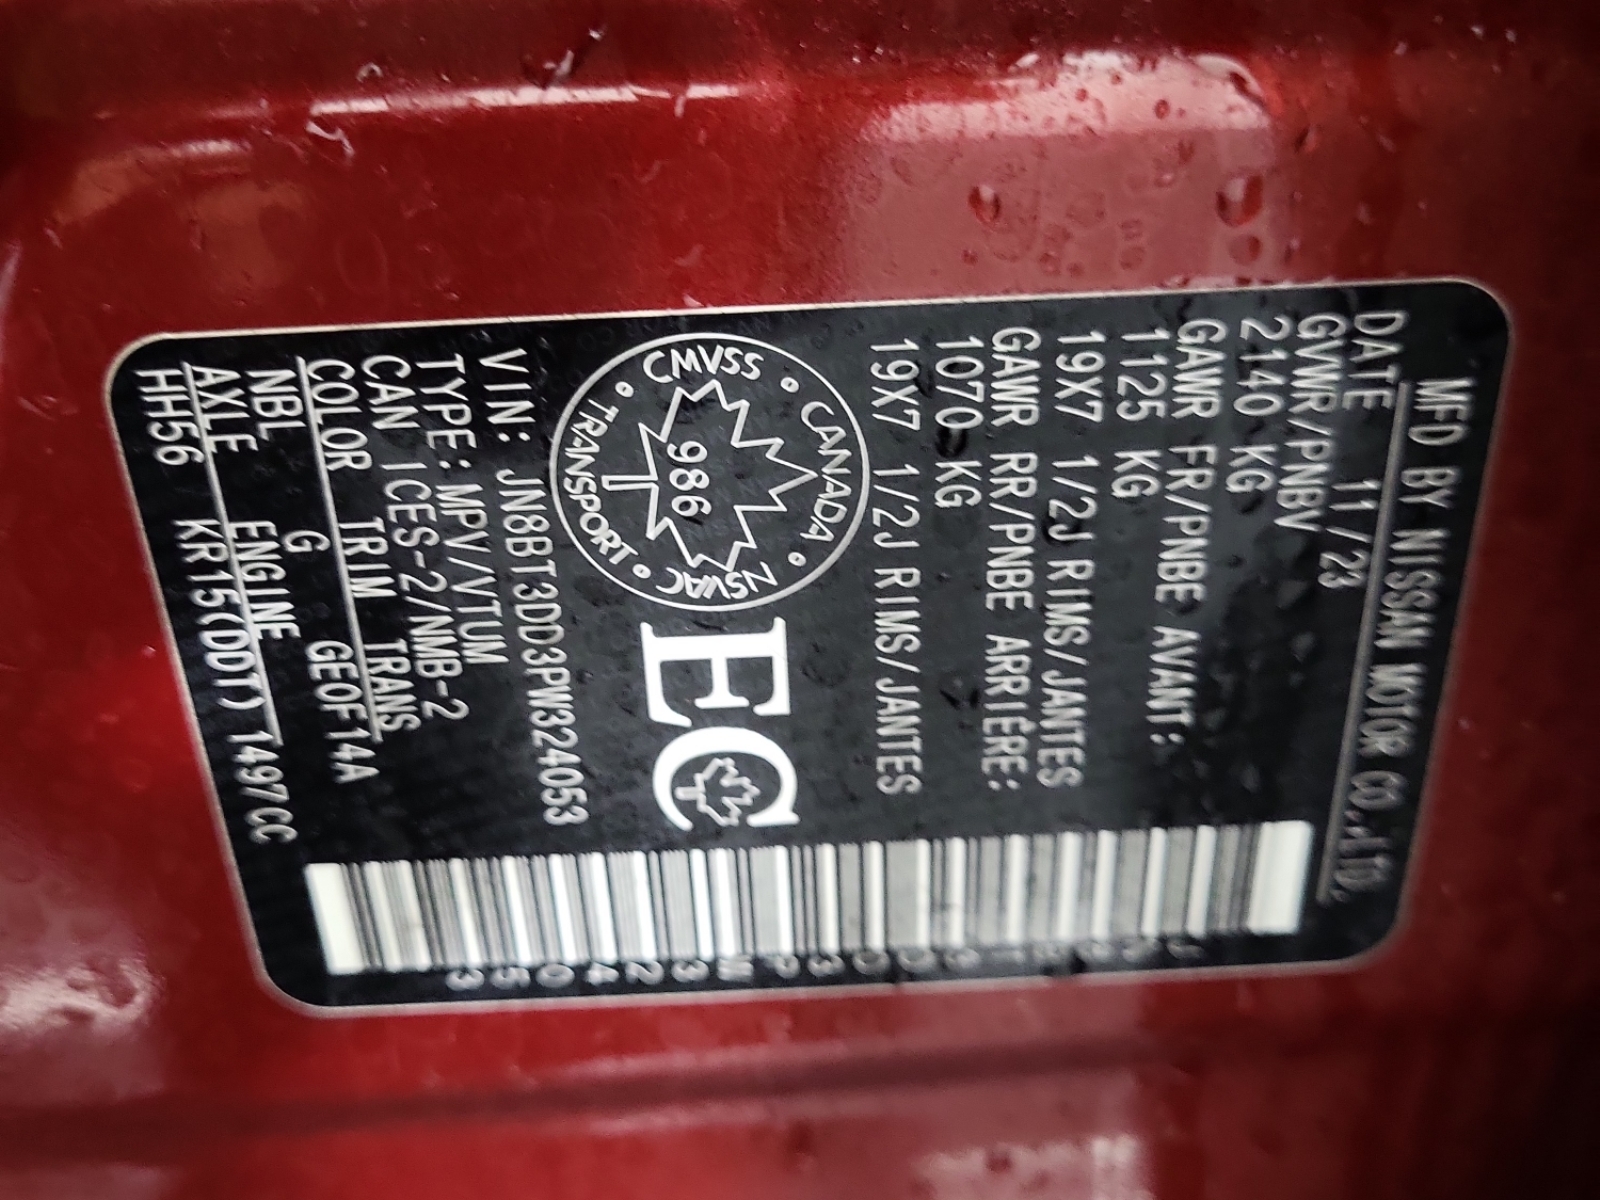 MFD BY NISSAN MOTOR CO.,LTD.
DATE 11/23
GVWR/PNBV
2140 KG
GAWR FR/PNBE AVANT:
1125 KG
19X7 1/2J RIMS/JANTES
GAWR RR/PNBE ARRIÈRE:
1070 KG
19X7 1/2J RIMS/JANTES
CMVSS • CANADA • NSVAC • TRANSPORT •
986
EC
VIN: JN8BT3DD3PW324053
TYPE: MPV/VTUM
CAN ICES-2/NMB-2
COLOR TRIM TRANS
NBL G GE0F14A
AXLE ENGINE
HH56 KR15(DDT) 1497CC
JN8BT3DD3PW324053